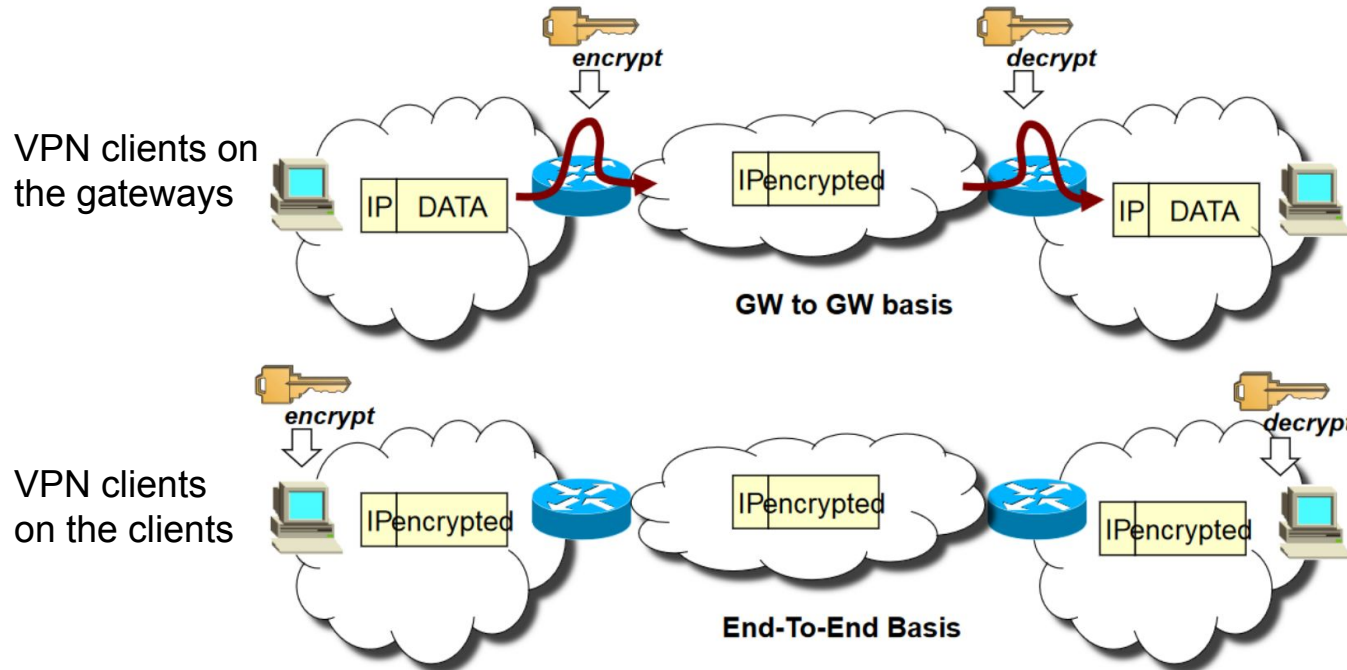 encrypt
decrypt
VPN clients on
the gateways
IP DATA
IPencrypted
IP DATA
GW to GW basis
encrypt
decrypt
VPN clients
on the clients
IPencrypted
IPencrypted
IPencrypted
End-To-End Basis